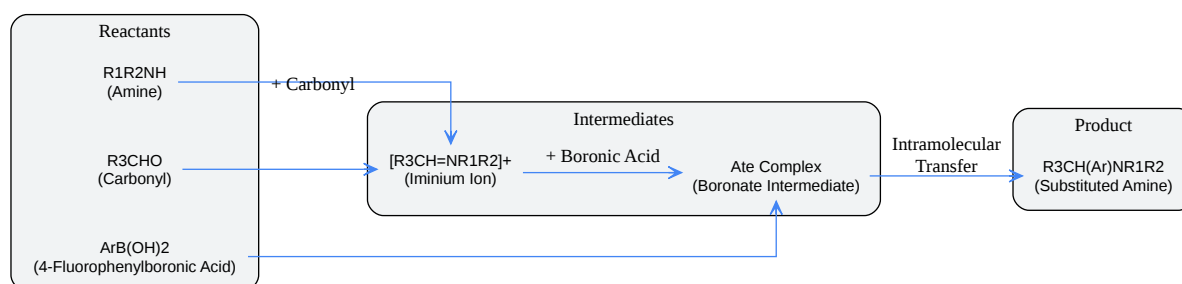 Reactants
R1R2NH
(Amine)
+ Carbonyl
R3CHO
(Carbonyl)
ArB(OH)2
(4-Fluorophenylboronic Acid)
Intermediates
[R3CH=NR1R2]+
(Iminium Ion)
+ Boronic Acid
Ate Complex
(Boronate Intermediate)
Intramolecular
Transfer
Product
R3CH(Ar)NR1R2
(Substituted Amine)